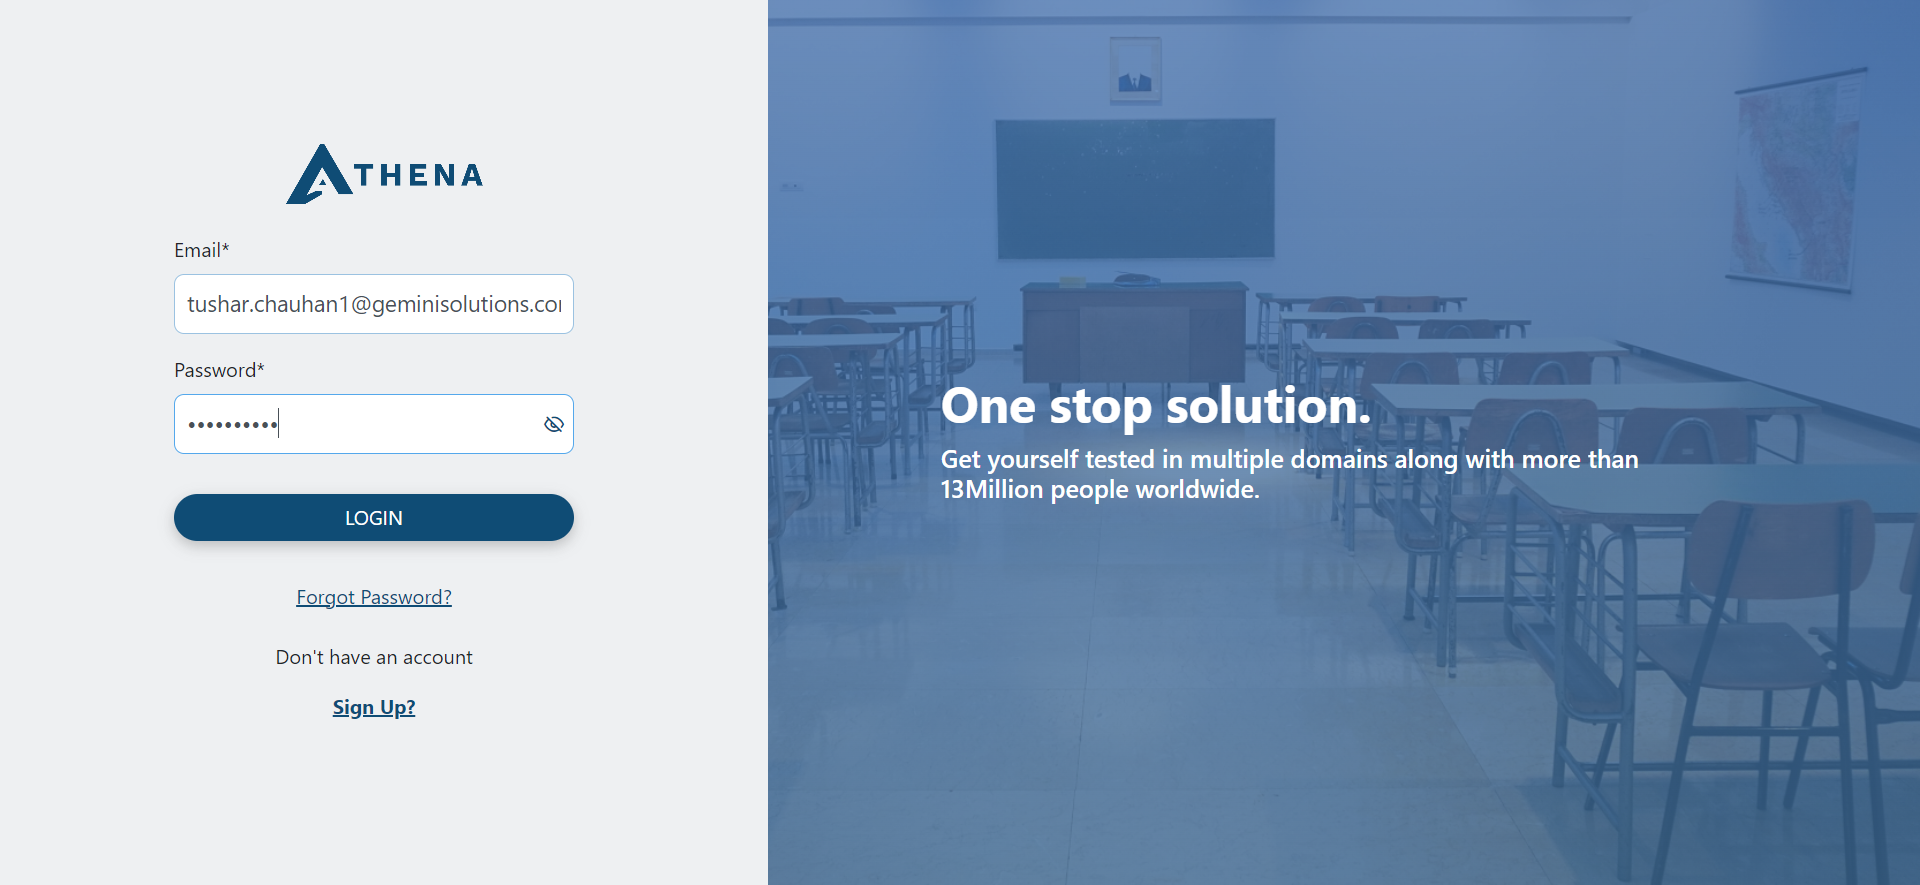 ATHENA
Email*
tushar.chauhan1@geminisolutions.co
Password*
••••••••••
LOGIN
Forgot Password?
Don't have an account
Sign Up?
One stop solution.
Get yourself tested in multiple domains along with more than
13Million people worldwide.